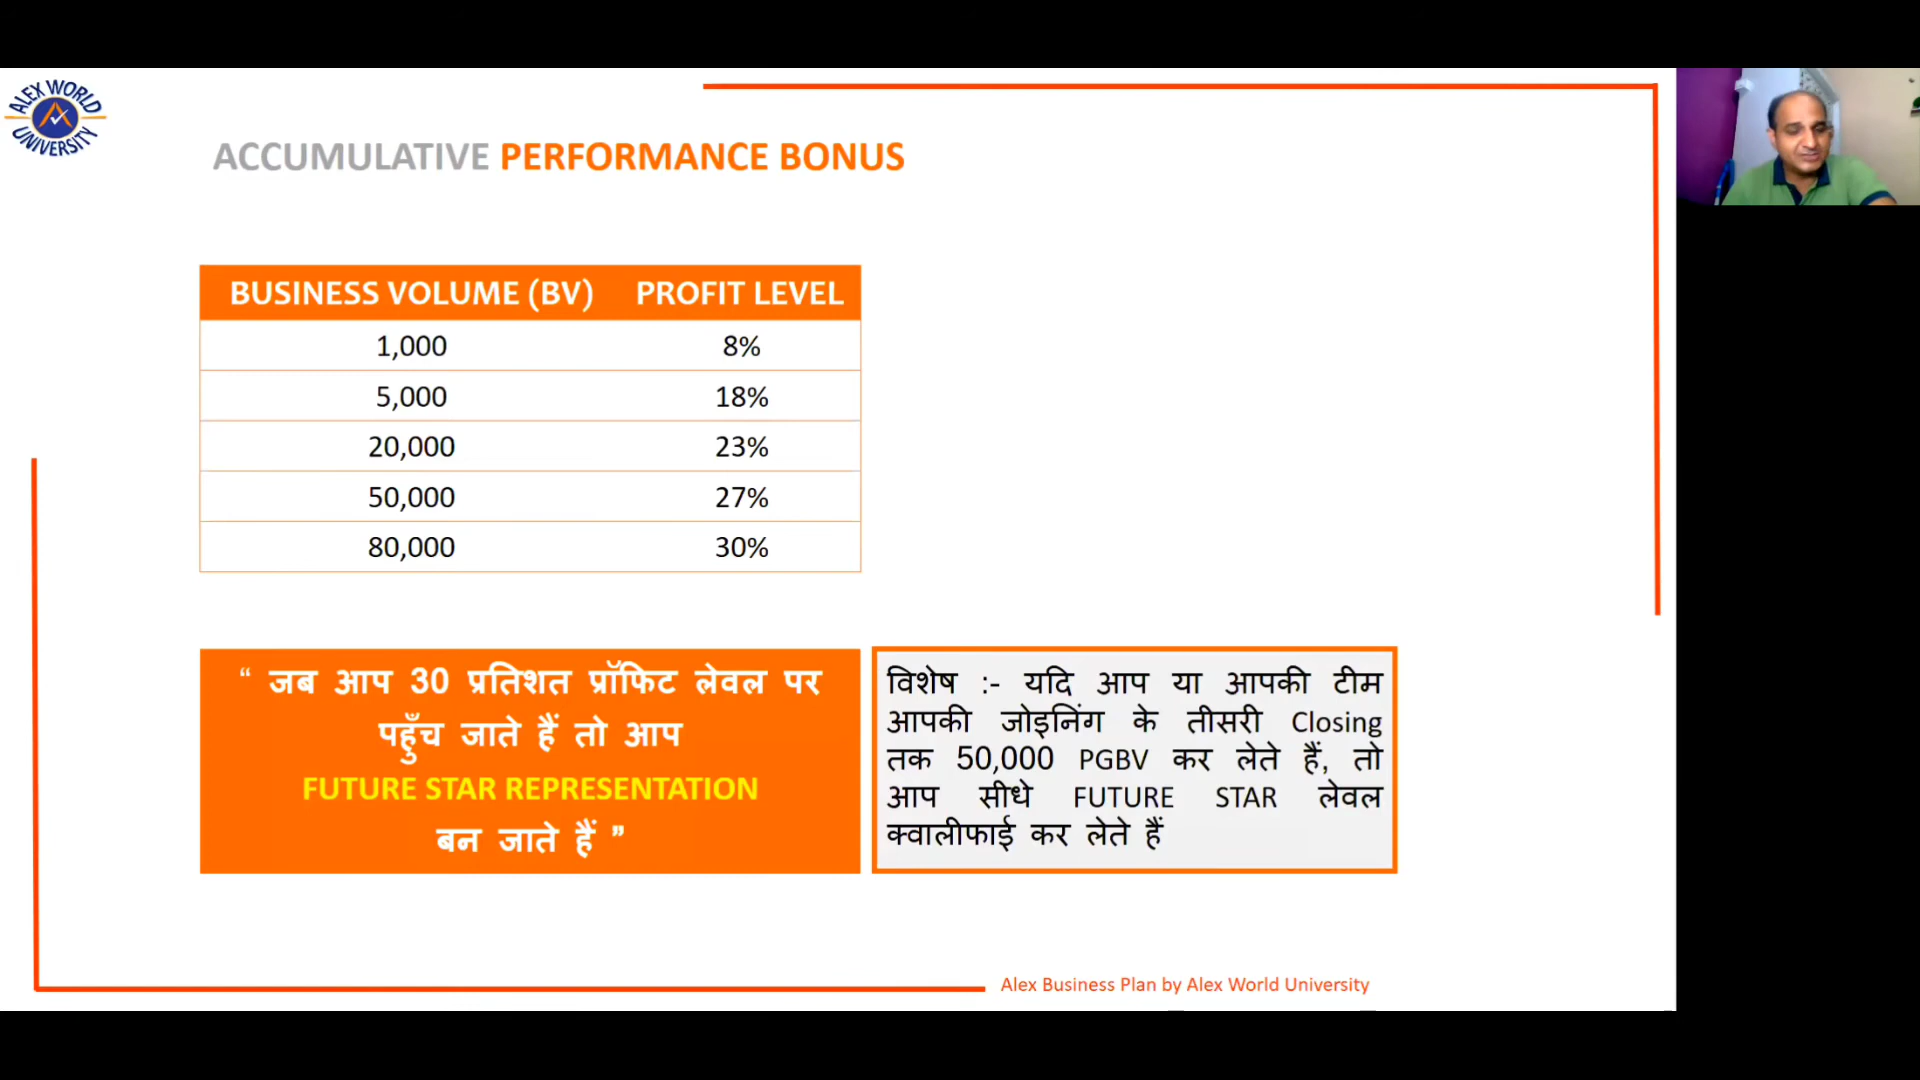 ALEX WORLD
UNIVERSITY
ACCUMULATIVE PERFORMANCE BONUS
BUSINESS VOLUME (BV) PROFIT LEVEL
1,000 8%
5,000 18%
20,000 23%
50,000 27%
80,000 30%
“ जब आप 30 प्रतिशत प्रॉफिट लेवल पर
पहुँच जाते हैं तो आप
FUTURE STAR REPRESENTATION
बन जाते हैं ”
विशेष :- यदि आप या आपकी टीम
आपकी जोइनिंग के तीसरी Closing
तक 50,000 PGBV कर लेते हैं, तो
आप सीधे FUTURE STAR लेवल
क्वालीफाई कर लेते हैं
Alex Business Plan by Alex World University